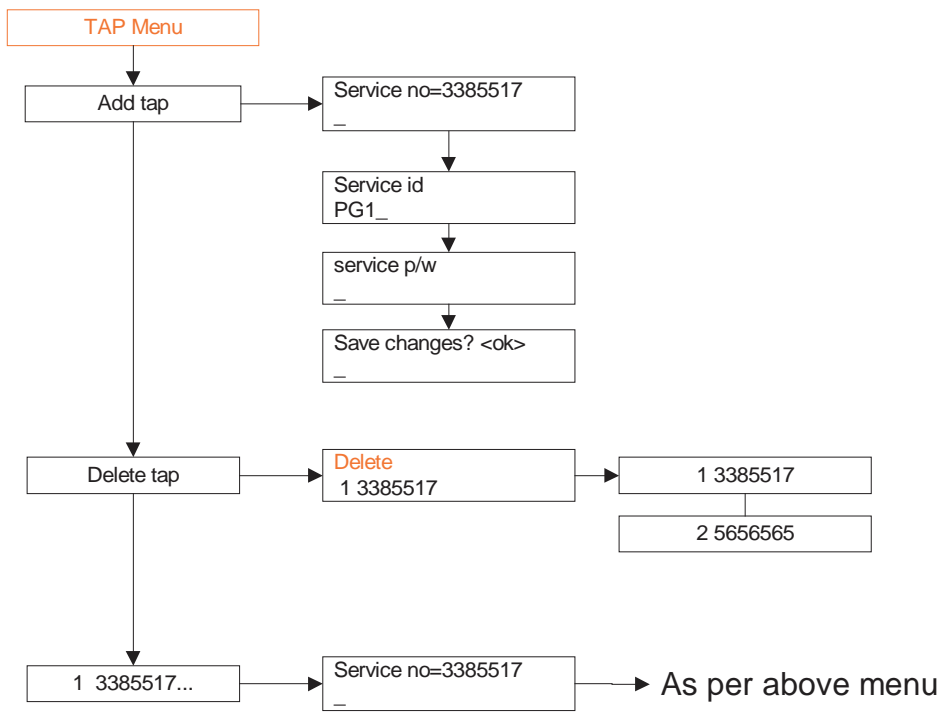 TAP Menu
Add tap
Service no=3385517
_
Service id
PG1_
service p/w
_
Save changes? <ok>
_
Delete tap
Delete
1 3385517
1 3385517
2 5656565
1 3385517...
Service no=3385517
_
As per above menu